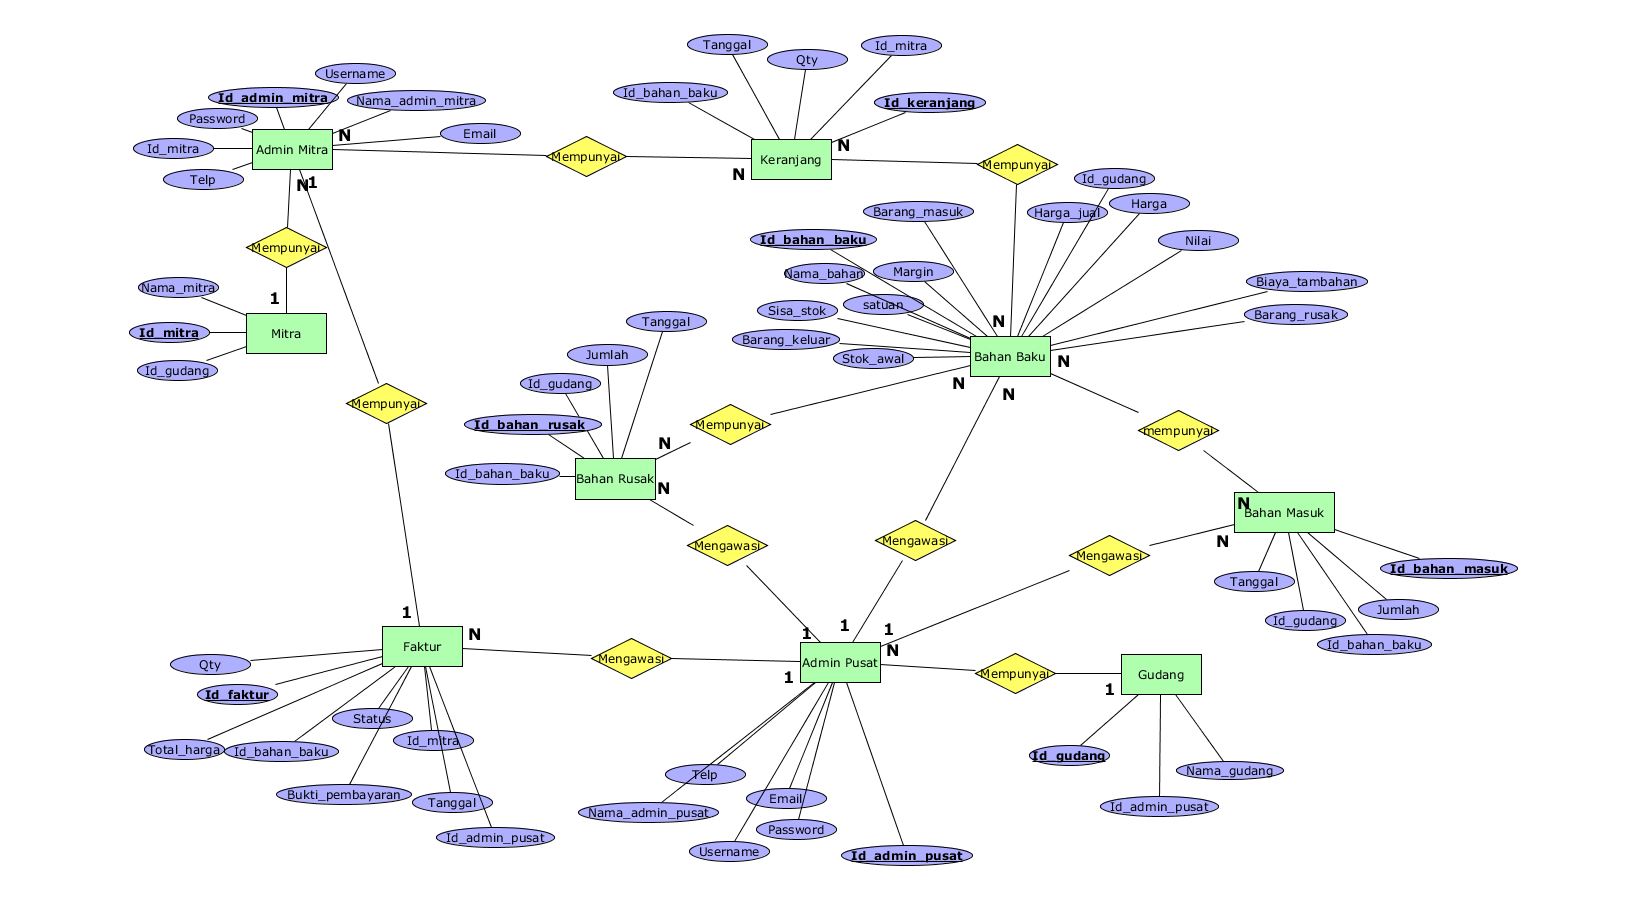 Tanggal
Id_mitra
Qty
Username
Id_bahan_baku
Id_admin_mitra
Nama_admin_mitra
Id_keranjang
Password
Email
N
Id_mitra
Admin Mitra
Mempunyai
Keranjang
N
Mempunyai
Telp
N
1
N
Id_gudang
Barang_masuk
Harga_jual
Harga
Id_bahan_baku
Nilai
Mempunyai
Nama_bahan
Margin
Biaya_tambahan
Nama_mitra
1
Sisa_stok
satuan
Barang_rusak
Id_mitra
Mitra
Tanggal
N
Barang_keluar
Stok_awal
Bahan Baku
N
Id_gudang
Jumlah
Id_gudang
N
N
Mempunyai
Id_bahan_rusak
Mempunyai
mempunyai
N
Id_bahan_baku
Bahan Rusak
N
N
Bahan Masuk
Mengawasi
Mengawasi
N
Mengawasi
Id_bahan_masuk
Tanggal
Jumlah
Id_gudang
Id_bahan_baku
1
N
1
1
1
Faktur
Mengawasi
Admin Pusat
N
Mempunyai
Gudang
1
1
Qty
Id_faktur
Status
Total_harga
Id_bahan_baku
Id_mitra
Bukti_pembayaran
Tanggal
Id_admin_pusat
Telp
Nama_admin_pusat
Email
Password
Username
Id_admin_pusat
Id_gudang
Nama_gudang
Id_admin_pusat